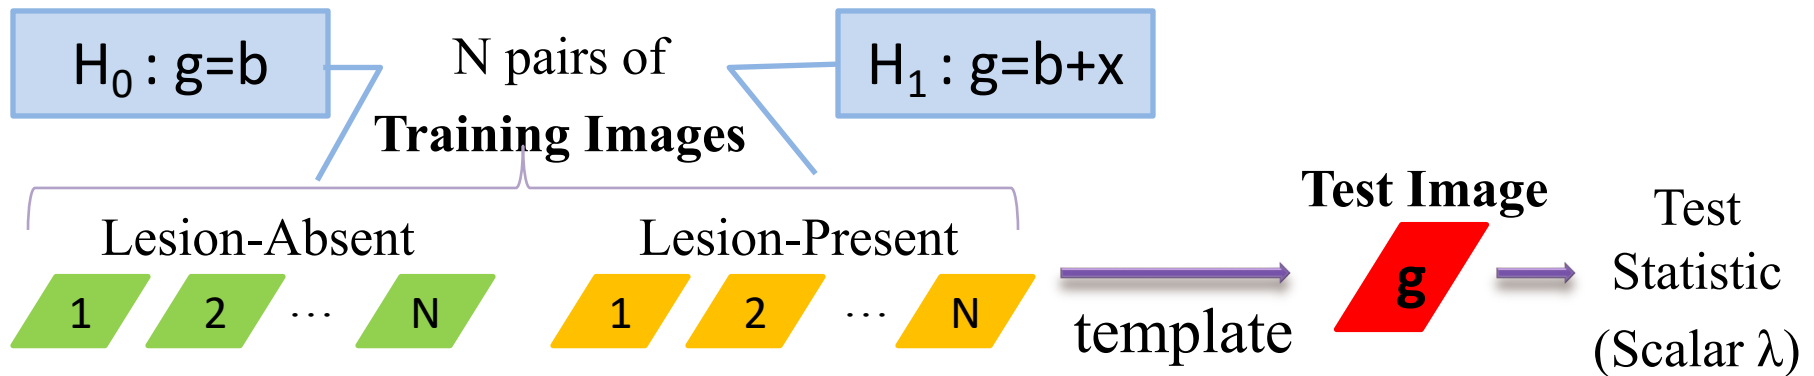 H₀ : g=b
N pairs of
Training Images
H₁ : g=b+x
Lesion-Absent
1 2 ... N
Lesion-Present
1 2 ... N
template
Test Image
g
Test
Statistic
(Scalar λ)